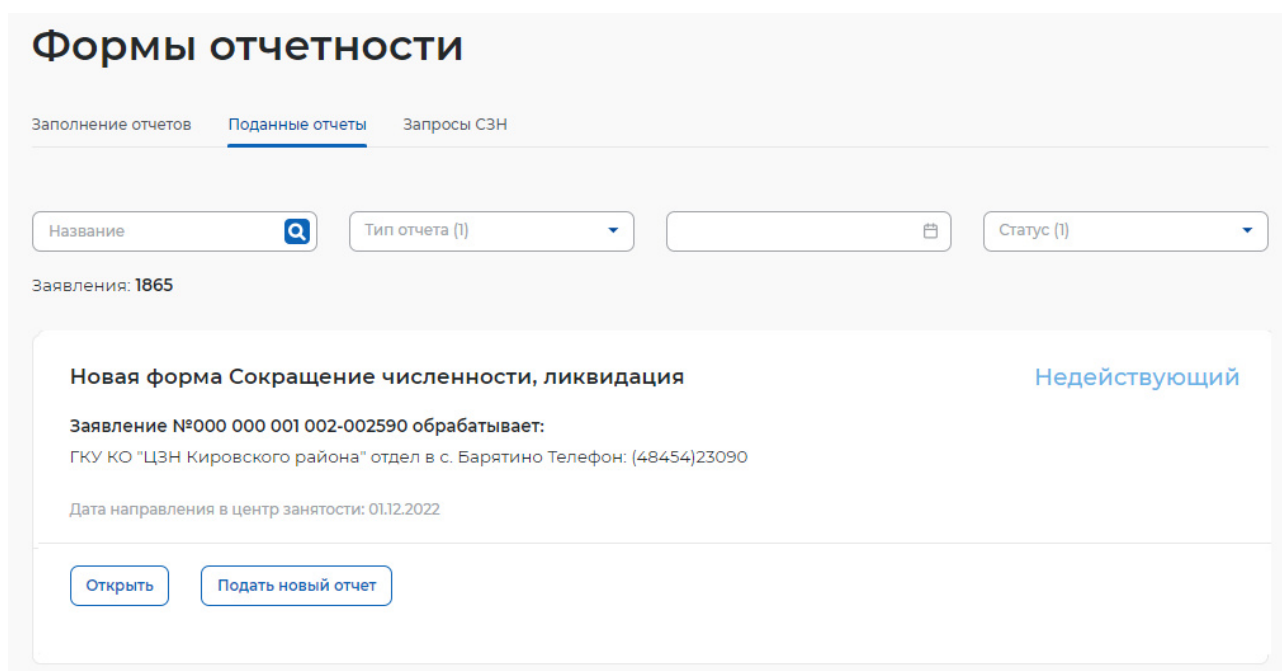 Формы отчетности
Заполнение отчетов Поданные отчеты Запросы СЗН
Название Тип отчета (1) Статус (1)
Заявления: 1865
Новая форма Сокращение численности, ликвидация Недействующий
Заявление №000 000 001 002-002590 обрабатывает:
ГКУ КО "ЦЗН Кировского района" отдел в с. Барятино Телефон: (48454)23090
Дата направления в центр занятости: 01.12.2022
Открыть Подать новый отчет